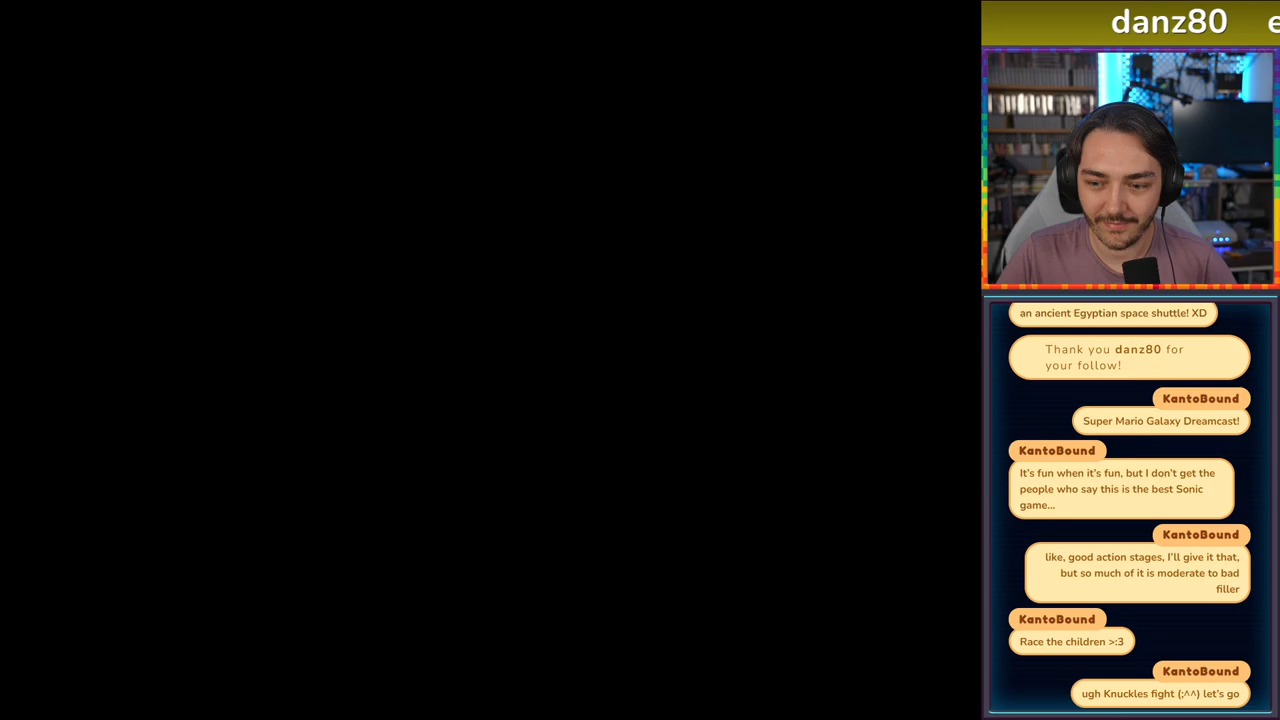 danz80 e
an ancient Egyptian space shuttle! XD
Thank you danz80 for
your follow!
KantoBound
Super Mario Galaxy Dreamcast!
KantoBound
It's fun when it's fun, but I don't get the
people who say this is the best Sonic
game...
KantoBound
like, good action stages, I'll give it that,
but so much of it is moderate to bad
filler
KantoBound
Race the children >:3
KantoBound
ugh Knuckles fight (;^^) let's go